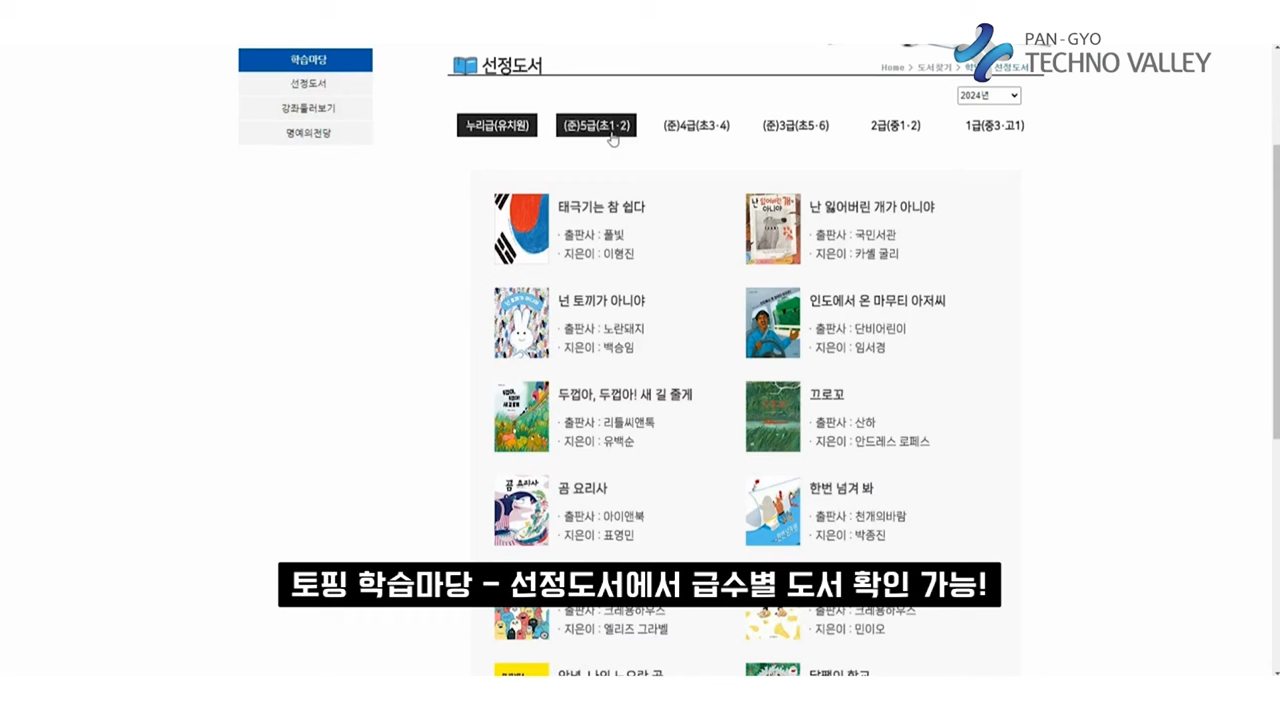 PAN-GYO
TECHNO VALLEY
학습마당
선정도서
강좌둘러보기
명예의전당
선정도서
Home > 도서찾기 > 선정도서
2024년
누리급(유치원)
(준)5급(초1·2)
(준)4급(초3·4)
(준)3급(초5·6)
2급(중1·2)
1급(중3·고1)
태극기는 참 쉽다
· 출판사 : 풀빛
· 지은이 : 이형진
난 잃어버린 개가 아니야
· 출판사 : 국민서관
· 지은이 : 카셸 굴리
넌 토끼가 아니야
· 출판사 : 노란돼지
· 지은이 : 백승임
인도에서 온 마무티 아저씨
· 출판사 : 단비어린이
· 지은이 : 임서경
두껍아, 두껍아! 새 길 줄게
· 출판사 : 리틀씨앤톡
· 지은이 : 유백순
끄로꼬
· 출판사 : 산하
· 지은이 : 안드레스 로페스
곰 요리사
곰 요리사
· 출판사 : 아이앤북
· 지은이 : 표영민
한번 넘겨 봐
· 출판사 : 천개의바람
· 지은이 : 박종진
토핑 학습마당 - 선정도서에서 급수별 도서 확인 가능!
· 지은이 : 엘리즈 그라벨
· 지은이 : 민이오